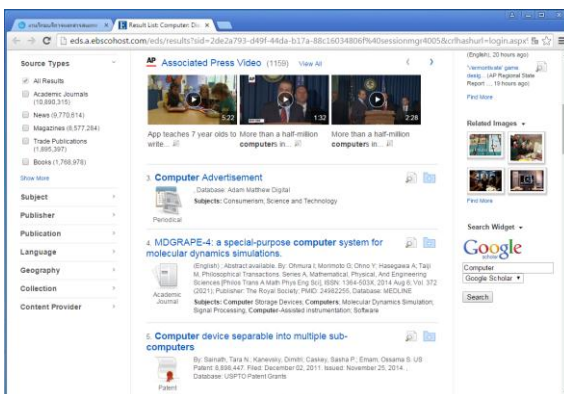 Result List: Computer Dis
eds.ebscohost.com/eds/results?sid=2de2a793-d49f-44da-b17a-88c16034806f%40sessionmgr4005&crlhashurl=login.aspx
Source Types
All Results
Academic Journals
(10,890,315)
News (9,770,614)
Magazines (8,577,284)
Trade Publications
(1,895,397)
Books (1,768,978)
Show More
Subject
Publisher
Publication
Language
Geography
Collection
Content Provider
AP Associated Press Video (1159) View All
5:22
1:32
2:28
App teaches 7 year olds to write...
More than a half-million computers in...
More than a half-million computers in...
3. Computer Advertisement
, Database: Adam Matthew Digital
Subjects: Consumerism; Science and Technology
Periodical
4. MDGRAPE-4: a special-purpose computer system for
molecular dynamics simulations.
(English) ; Abstract available. By: Ohmura I; Morimoto G; Ohno Y; Hasegawa A; Taiji
M, Philosophical Transactions. Series A, Mathematical, Physical, And Engineering
Sciences [Philos Trans A Math Phys Eng Sci], ISSN: 1364-503X, 2014 Aug 6; Vol. 372
(2021); Publisher: The Royal Society; PMID: 24982255, Database: MEDLINE
Academic
Journal
Subjects: Computer Storage Devices; Computers; Molecular Dynamics Simulation;
Signal Processing, Computer-Assisted instrumentation; Software
5. Computer device separable into multiple sub-
computers
By: Sainath, Tara N.; Kanevsky, Dimitri; Caskey, Sasha P.; Emam, Ossama S. US
Patent: 8,898,447. Filed: December 02, 2011. Issued: November 25, 2014. ,
Database: USPTO Patent Grants
Patent
(English; 20 hours ago)
game
desig... (AP Regional State
Report ..., 19 hours ago)
Find More
Related Images
Find More
Search Widget
Google
scholar
Computer
Google Scholar
Search